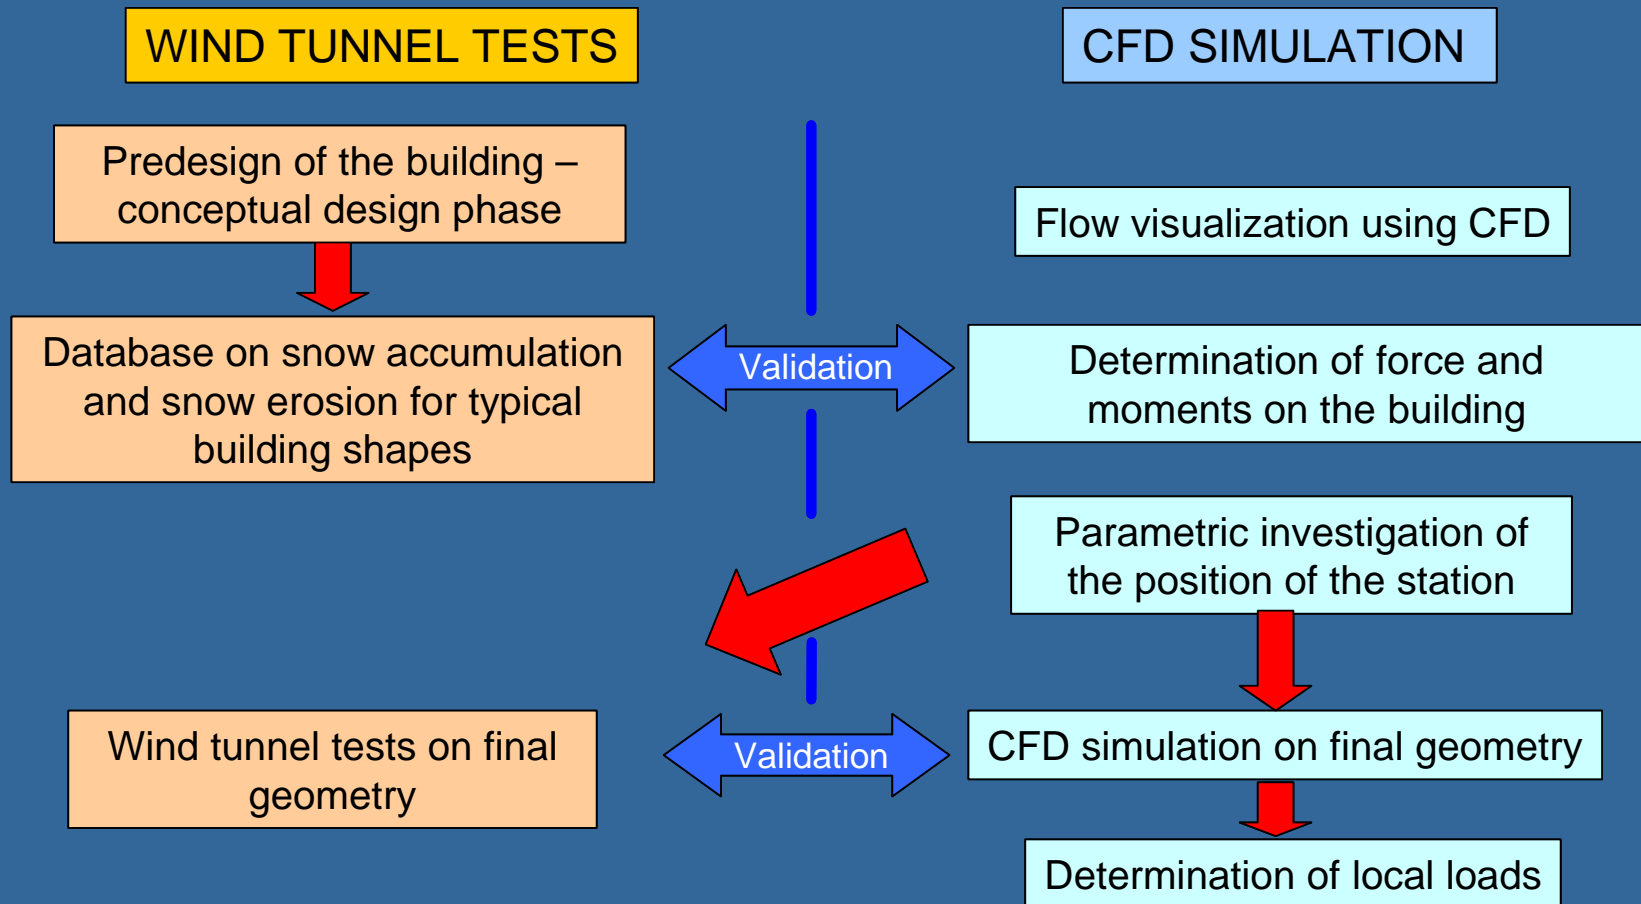 WIND TUNNEL TESTS
CFD SIMULATION
Predesign of the building –
conceptual design phase
Flow visualization using CFD
Database on snow accumulation
and snow erosion for typical
building shapes
Validation
Determination of force and
moments on the building
Parametric investigation of
the position of the station
Wind tunnel tests on final
geometry
Validation
CFD simulation on final geometry
Determination of local loads